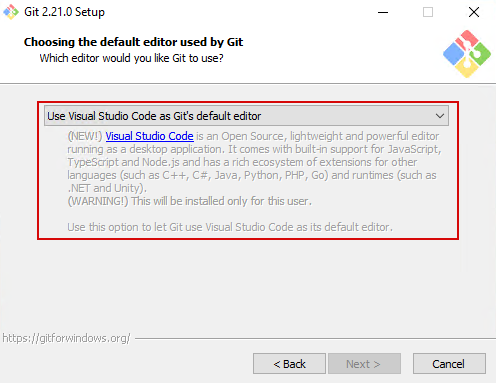 Git 2.21.0 Setup
Choosing the default editor used by Git
Which editor would you like Git to use?
Use Visual Studio Code as Git's default editor
(NEW!) Visual Studio Code is an Open Source, lightweight and powerful editor
running as a desktop application. It comes with built-in support for JavaScript,
TypeScript and Node.js and has a rich ecosystem of extensions for other
languages (such as C++, C#, Java, Python, PHP, Go) and runtimes (such as
.NET and Unity).
(WARNING!) This will be installed only for this user.
Use this option to let Git use Visual Studio Code as its default editor.
https://gitforwindows.org/
< Back
Next >
Cancel